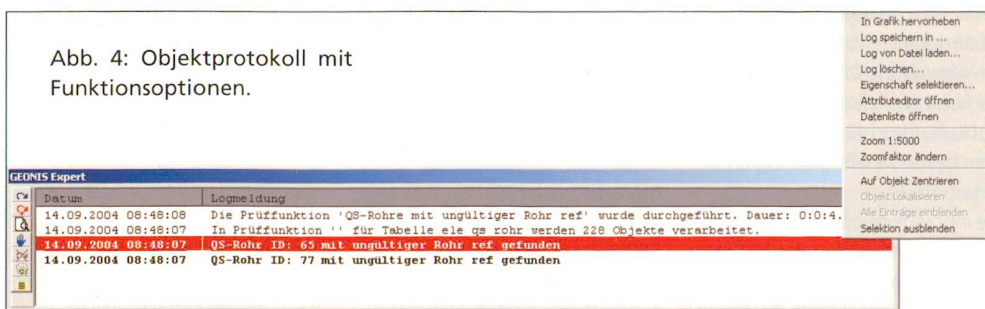 Abb. 4: Objektprotokoll mit
Funktionsoptionen.
In Grafik hervorheben
Log speichern in ...
Log von Datei laden...
Log löschen...
Eigenschaft selektieren...
Attributeditor öffnen
Datenliste öffnen
Zoom 1:5000
Zoomfaktor ändern
Auf Objekt Zentrieren
Objekt Lokalisieren
Alle Einträge einblenden
Selektion ausblenden
GEONIS Expert
Datum Logmeldung
14.09.2004 08:48:08 Die Prüffunktion 'QS-Rohre mit ungültiger Rohr ref' wurde durchgeführt. Dauer: 0:0:4.
14.09.2004 08:48:07 In Prüffunktion '' für Tabelle ele qs rohr werden 228 Objekte verarbeitet.
14.09.2004 08:48:07 QS-Rohr ID: 65 mit ungültiger Rohr ref gefunden
14.09.2004 08:48:07 QS-Rohr ID: 77 mit ungültiger Rohr ref gefunden